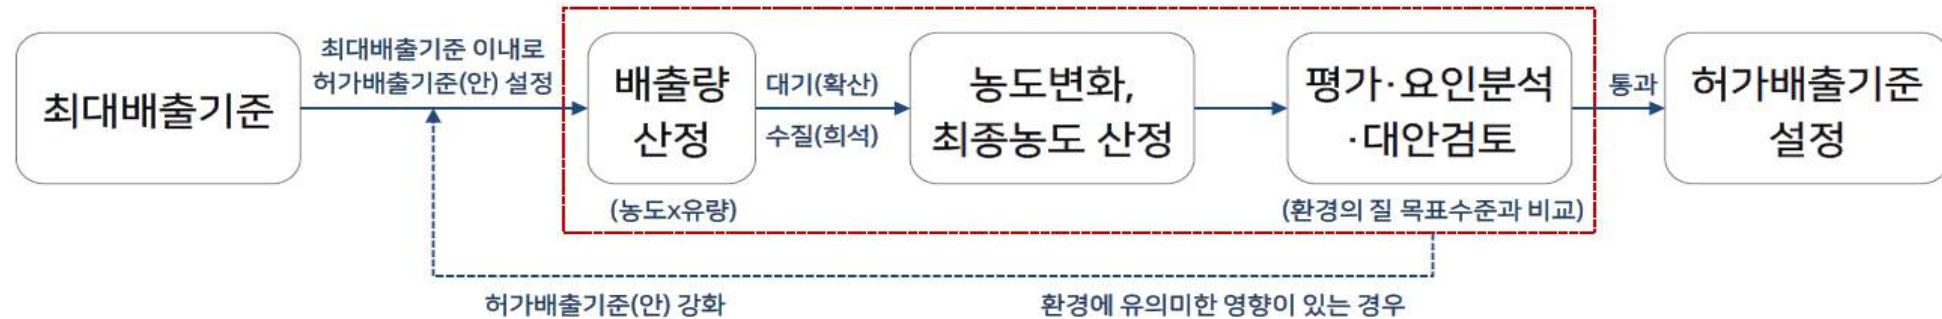 최대배출기준
최대배출기준 이내로
허가배출기준(안) 설정
배출량
산정
(농도x유량)
대기(확산)
수질(희석)
농도변화,
최종농도 산정
평가·요인분석
·대안검토
(환경의 질 목표수준과 비교)
통과
허가배출기준
설정
허가배출기준(안) 강화
환경에 유의미한 영향이 있는 경우